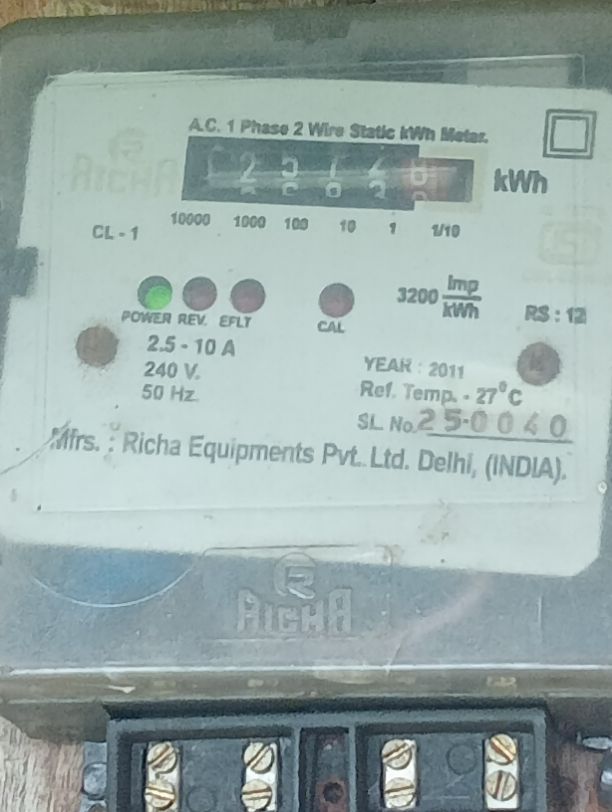 A.C. 1 Phase 2 Wire Static kWh Meter.
RICHA
kWh
10000 1000 100 10 1 1/10
CL - 1
3200 Imp/kWh
POWER REV. EFLT
CAL
RS : 12
2.5 - 10 A
240 V.
50 Hz.
YEAR : 2011
Ref. Temp. - 27°C
SL. No. 25-0040
Mfrs. : Richa Equipments Pvt. Ltd. Delhi, (INDIA).
RICHA